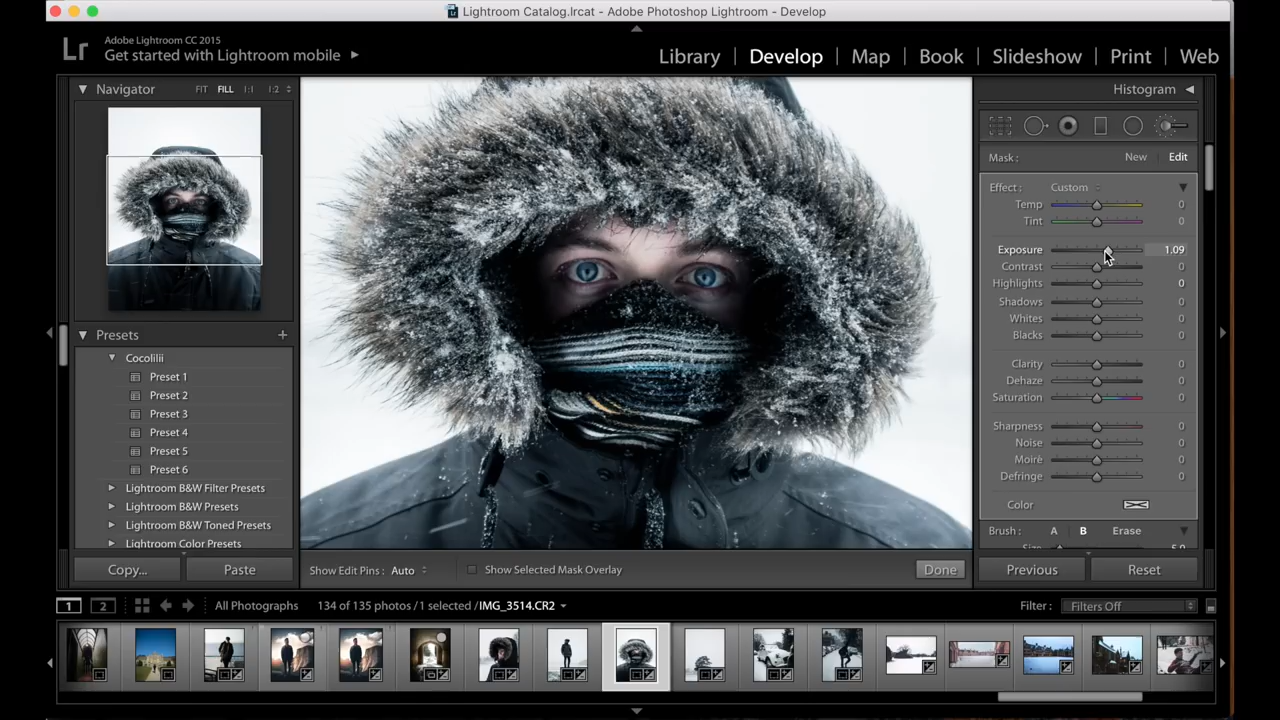 Lightroom Catalog.lrcat - Adobe Photoshop Lightroom - Develop
Lr
Adobe Lightroom CC 2015
Get started with Lightroom mobile
Library | Develop | Map | Book | Slideshow | Print | Web
Navigator FIT FILL 1:1 1:2
Presets +
Cocolilii
Preset 1
Preset 2
Preset 3
Preset 4
Preset 5
Preset 6
Lightroom B&W Filter Presets
Lightroom B&W Presets
Lightroom B&W Toned Presets
Lightroom Color Presets
Copy... Paste
Histogram
Mask : New Edit
Effect : Custom
Temp 0
Tint 0
Exposure 1.09
Contrast 0
Highlights 0
Shadows 0
Whites 0
Blacks 0
Clarity 0
Dehaze 0
Saturation 0
Sharpness 0
Noise 0
Moiré 0
Defringe 0
Color
Brush : A B Erase
Size 5.0
Previous Reset
Show Edit Pins : Auto Show Selected Mask Overlay Done
1 2 All Photographs 134 of 135 photos / 1 selected / IMG_3514.CR2 Filter : Filters Off